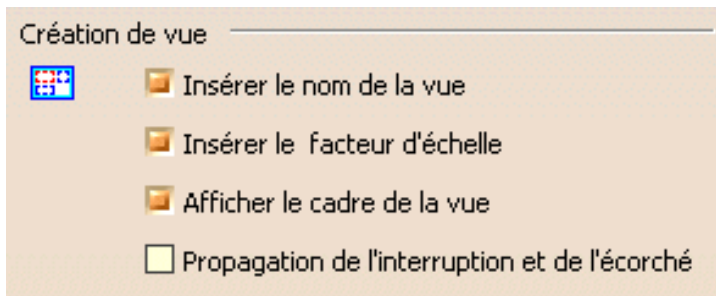 Création de vue
Insérer le nom de la vue
Insérer le facteur d'échelle
Afficher le cadre de la vue
Propagation de l'interruption et de l'écorché